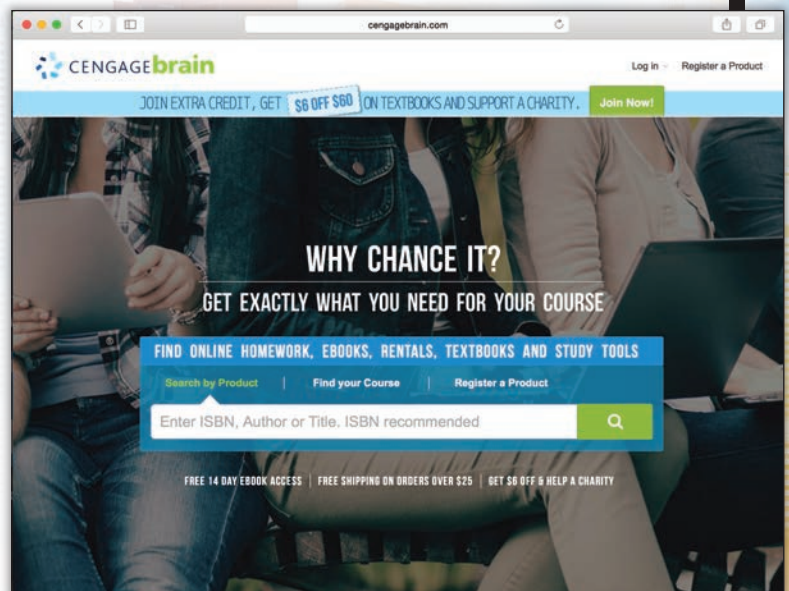 cengagebrain.com
CENGAGEbrain
Log in
Register a Product
JOIN EXTRA CREDIT, GET $6 OFF $60 ON TEXTBOOKS AND SUPPORT A CHARITY. Join Now!
WHY CHANCE IT?
GET EXACTLY WHAT YOU NEED FOR YOUR COURSE
FIND ONLINE HOMEWORK, EBOOKS, RENTALS, TEXTBOOKS AND STUDY TOOLS
Search by Product | Find your Course | Register a Product
Enter ISBN, Author or Title. ISBN recommended
FREE 14 DAY EBOOK ACCESS | FREE SHIPPING ON ORDERS OVER $25 | GET $6 OFF & HELP A CHARITY